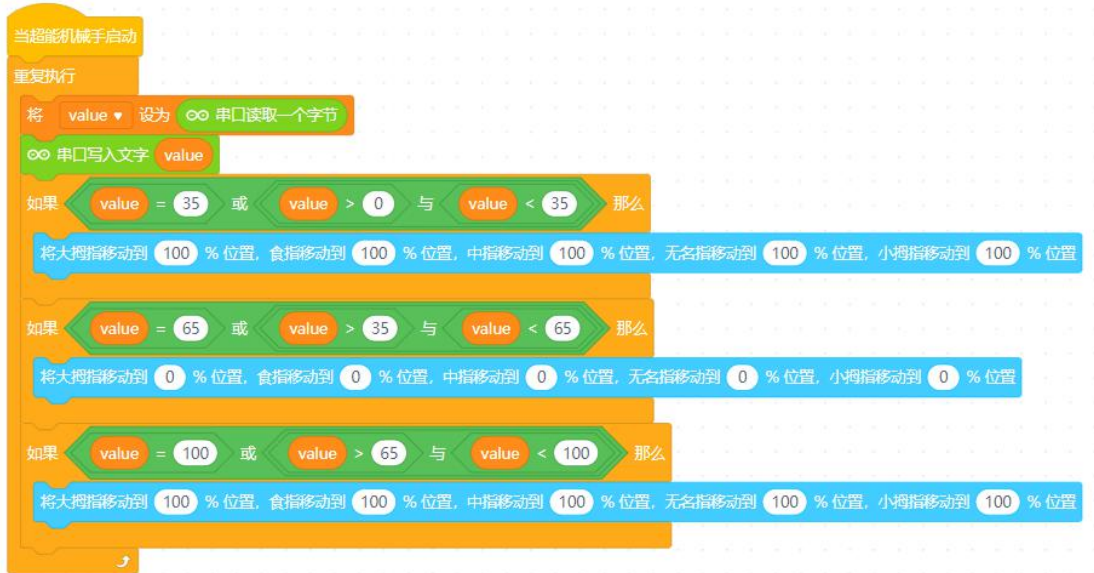 当超能机械手启动
重复执行
将 value 设为 串口读取一个字节
串口写入文字 value
如果 value = 35 或 value > 0 与 value < 35 那么
将大拇指移动到 100 % 位置, 食指移动到 100 % 位置, 中指移动到 100 % 位置, 无名指移动到 100 % 位置, 小拇指移动到 100 % 位置
如果 value = 65 或 value > 35 与 value < 65 那么
将大拇指移动到 0 % 位置, 食指移动到 0 % 位置, 中指移动到 0 % 位置, 无名指移动到 0 % 位置, 小拇指移动到 0 % 位置
如果 value = 100 或 value > 65 与 value < 100 那么
将大拇指移动到 100 % 位置, 食指移动到 100 % 位置, 中指移动到 100 % 位置, 无名指移动到 100 % 位置, 小拇指移动到 100 % 位置